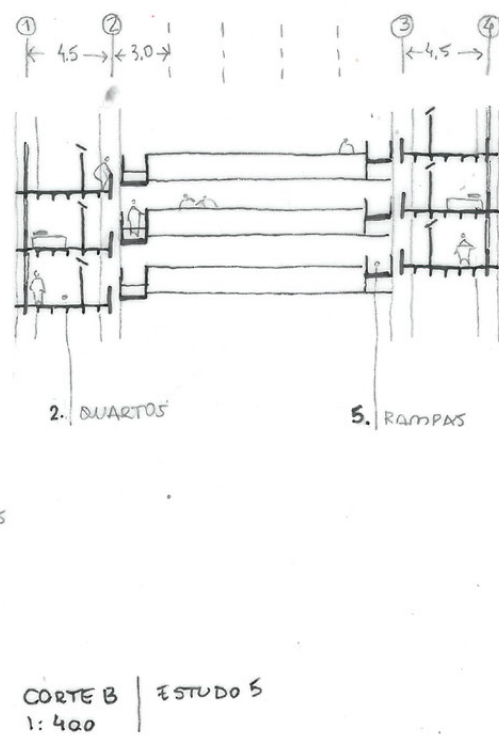 1 2 3 4
4.5 3.0 4.5
2. QUARTOS 5. RAMPAS
s
CORTE B ESTUDO 5
1:400